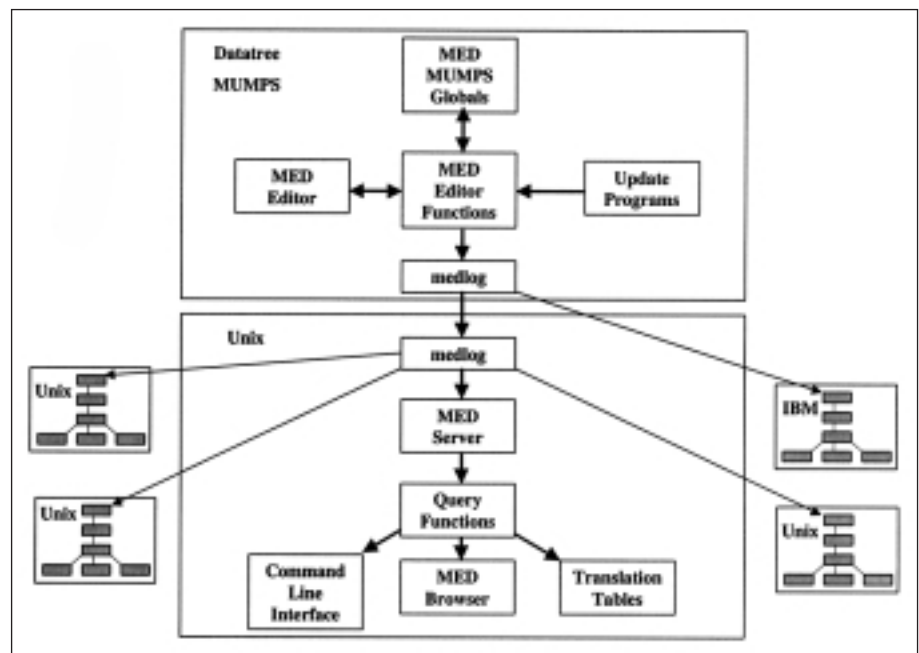 Datatree
MUMPS
MED
MUMPS
Globals
MED
Editor
MED
Editor
Functions
Update
Programs
medlog
Unix
medlog
Unix
IBM
MED
Server
Unix
Query
Functions
Unix
Command
Line
Interface
MED
Browser
Translation
Tables